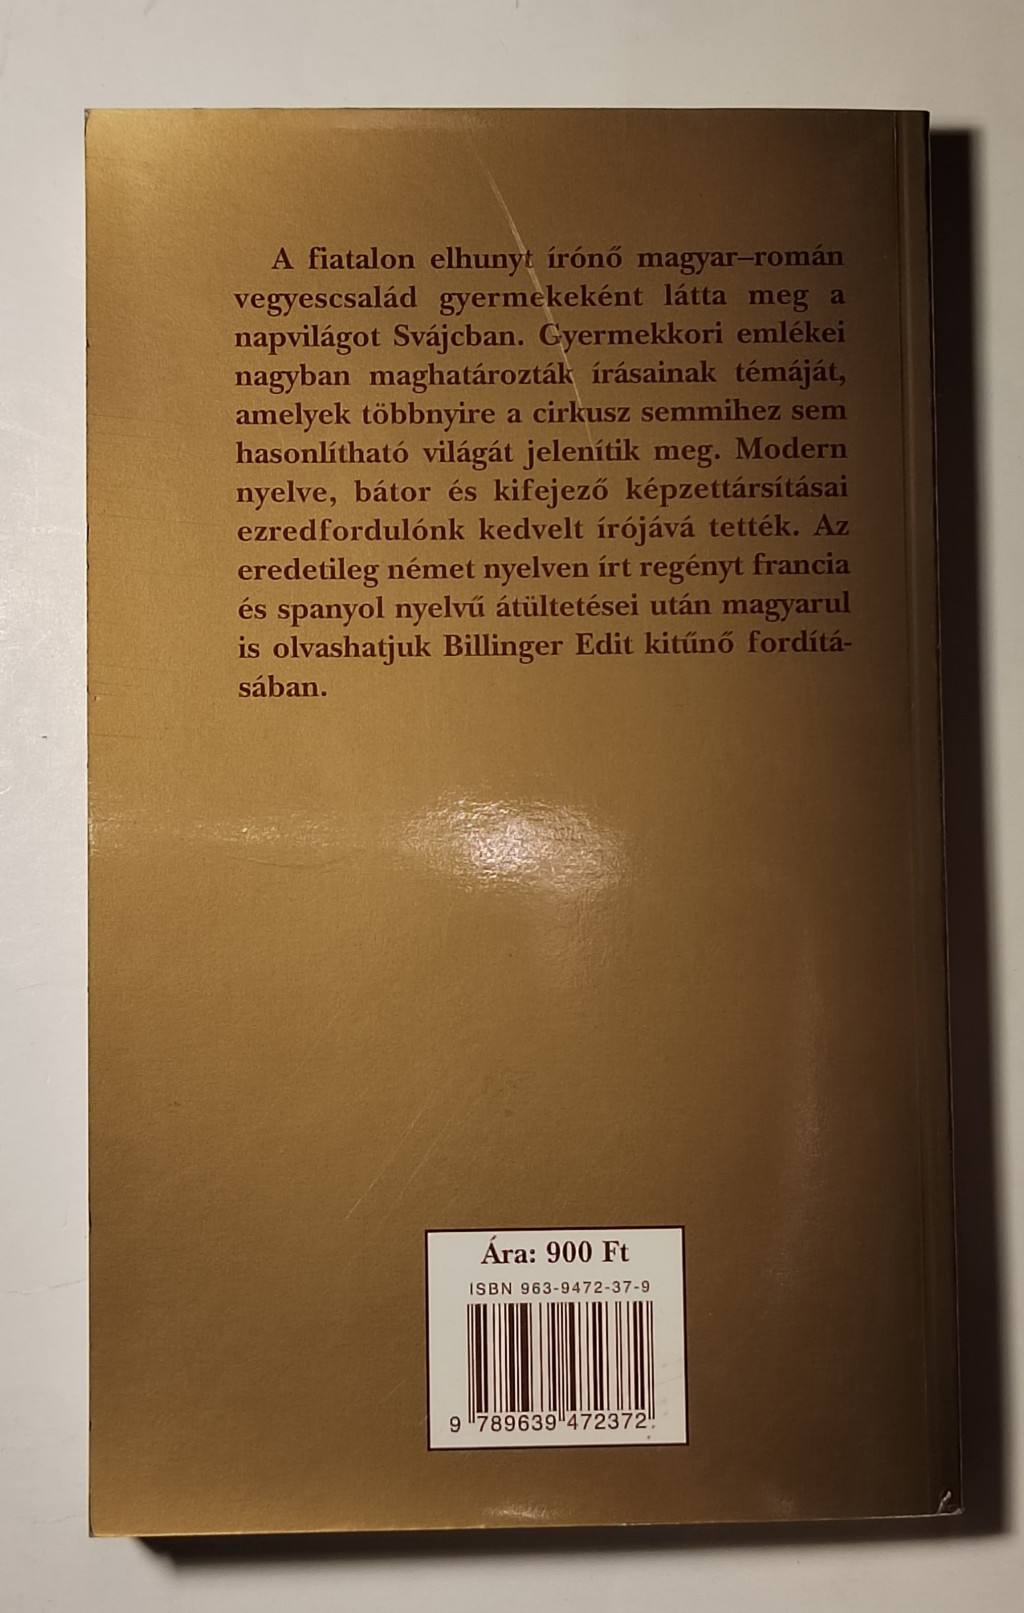 A fiatalon elhunyt írónő magyar–román
vegyescsalád gyermekeként látta meg a
napvilágot Svájcban. Gyermekkori emlékei
nagyban maghatározták írásainak témáját,
amelyek többnyire a cirkusz semmihez sem
hasonlítható világát jelenítik meg. Modern
nyelve, bátor és kifejező képzettársításai
ezredfordulónk kedvelt írójává tették. Az
eredetileg német nyelven írt regényt francia
és spanyol nyelvű átültetései után magyarul
is olvashatjuk Billinger Edit kitűnő fordítá-
sában.
Ára: 900 Ft
ISBN 963-9472-37-9
9 789639 472372